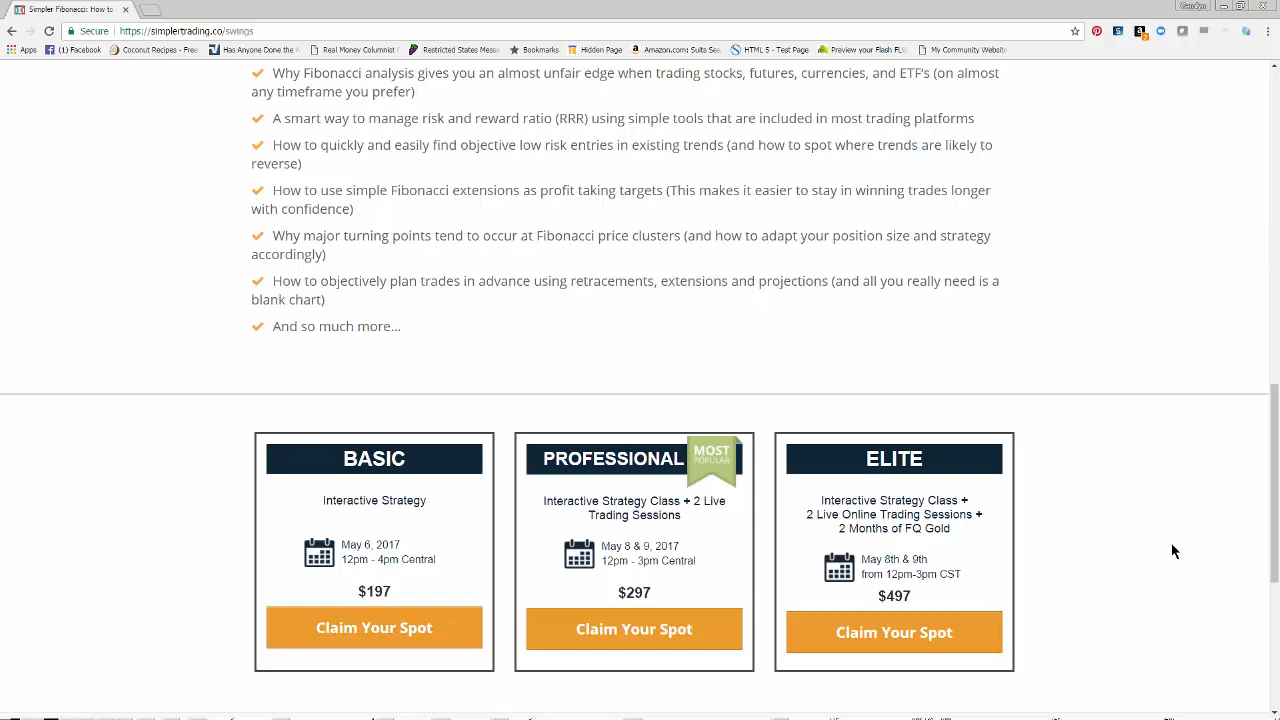 Simpler Fibonacci: How to
Secure https://simplertrading.co/swings
Apps (1) Facebook Coconut Recipes - Free Has Anyone Done the A Real Money Columnist Restricted States Messa Bookmarks Hidden Page Amazon.com: Suits Sea HTML 5 - Test Page Preview your Flash FLV My Community Website
Why Fibonacci analysis gives you an almost unfair edge when trading stocks, futures, currencies, and ETF's (on almost
any timeframe you prefer)
A smart way to manage risk and reward ratio (RRR) using simple tools that are included in most trading platforms
How to quickly and easily find objective low risk entries in existing trends (and how to spot where trends are likely to
reverse)
How to use simple Fibonacci extensions as profit taking targets (This makes it easier to stay in winning trades longer
with confidence)
Why major turning points tend to occur at Fibonacci price clusters (and how to adapt your position size and strategy
accordingly)
How to objectively plan trades in advance using retracements, extensions and projections (and all you really need is a
blank chart)
And so much more...
BASIC
Interactive Strategy
May 6, 2017
12pm - 4pm Central
$197
Claim Your Spot
PROFESSIONAL
MOST
POPULAR
Interactive Strategy Class + 2 Live
Trading Sessions
May 8 & 9, 2017
12pm - 3pm Central
$297
Claim Your Spot
ELITE
Interactive Strategy Class +
2 Live Online Trading Sessions +
2 Months of FQ Gold
May 8th & 9th
from 12pm-3pm CST
$497
Claim Your Spot